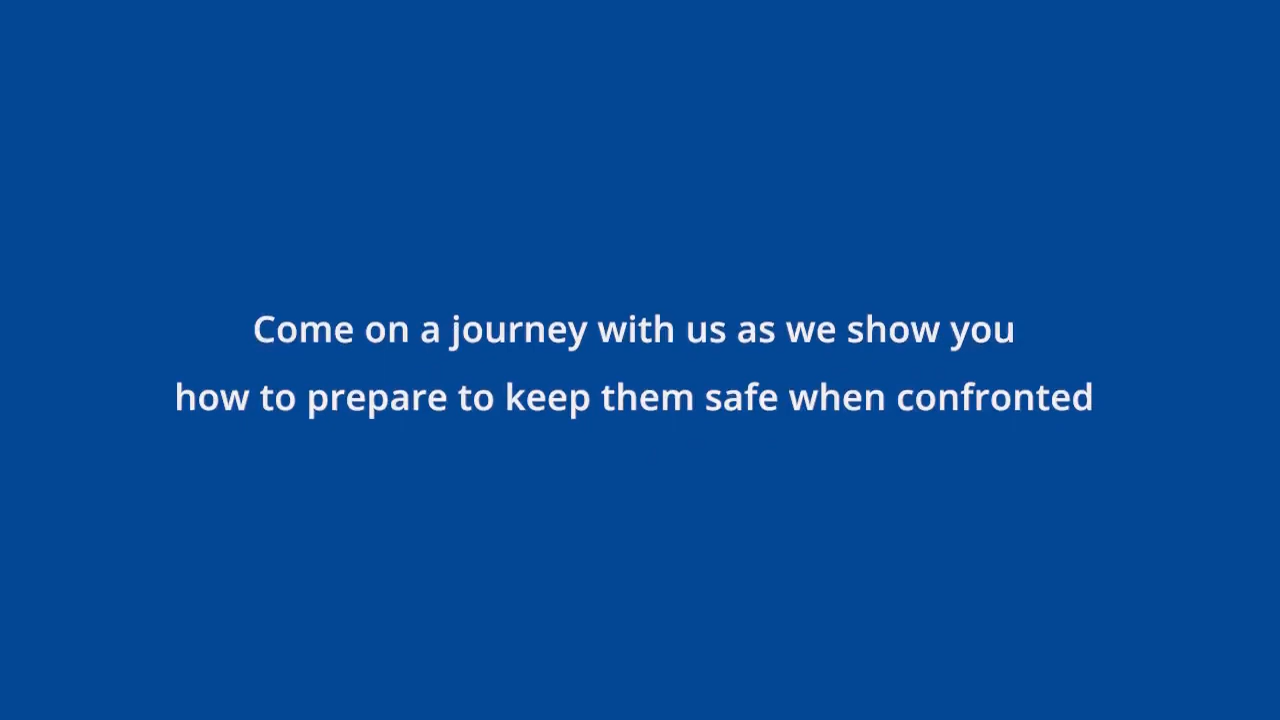 Come on a journey with us as we show you
how to prepare to keep them safe when confronted